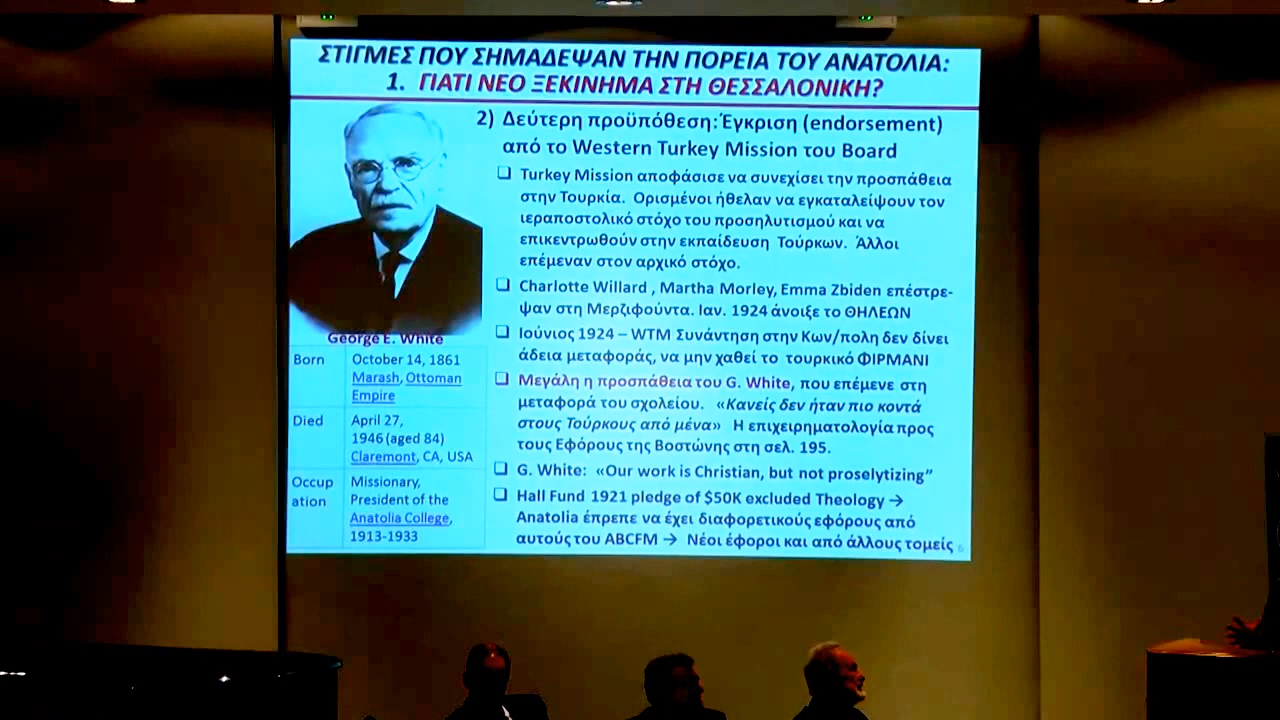 ΣΤΙΓΜΕΣ ΠΟΥ ΣΗΜΑΔΕΨΑΝ ΤΗΝ ΠΟΡΕΙΑ ΤΟΥ ΑΝΑΤΟΛΙΑ:
1. ΓΙΑΤΙ ΝΕΟ ΞΕΚΙΝΗΜΑ ΣΤΗ ΘΕΣΣΑΛΟΝΙΚΗ?
George E. White
Born October 14, 1861
Marash, Ottoman
Empire
Died April 27,
1946 (aged 84)
Claremont, CA, USA
Occup Missionary,
ation President of the
Anatolia College,
1913-1933
2) Δεύτερη προϋπόθεση: Έγκριση (endorsement)
από το Western Turkey Mission του Board
Turkey Mission αποφάσισε να συνεχίσει την προσπάθεια
στην Τουρκία. Ορισμένοι ήθελαν να εγκαταλείψουν τον
ιεραποστολικό στόχο του προσηλυτισμού και να
επικεντρωθούν στην εκπαίδευση Τούρκων. Άλλοι
επέμεναν στον αρχικό στόχο.
Charlotte Willard , Martha Morley, Emma Zbiden επέστρε-
ψαν στη Μερζιφούντα. Ιαν. 1924 άνοιξε το ΘΗΛΕΩΝ
Ιούνιος 1924 – WTM Συνάντηση στην Κων/πολη δεν δίνει
άδεια μεταφοράς, να μην χαθεί το τουρκικό ΦΙΡΜΑΝΙ
Μεγάλη η προσπάθεια του G. White, που επέμενε στη
μεταφορά του σχολείου. «Κανείς δεν ήταν πιο κοντά
στους Τούρκους από μένα» Η επιχειρηματολογία προς
τους Εφόρους της Βοστώνης στη σελ. 195.
G. White: «Our work is Christian, but not proselytizing”
Hall Fund 1921 pledge of $50K excluded Theology →
Anatolia έπρεπε να έχει διαφορετικούς εφόρους από
αυτούς του ABCFM → Νέοι έφοροι και από άλλους τομείς
6